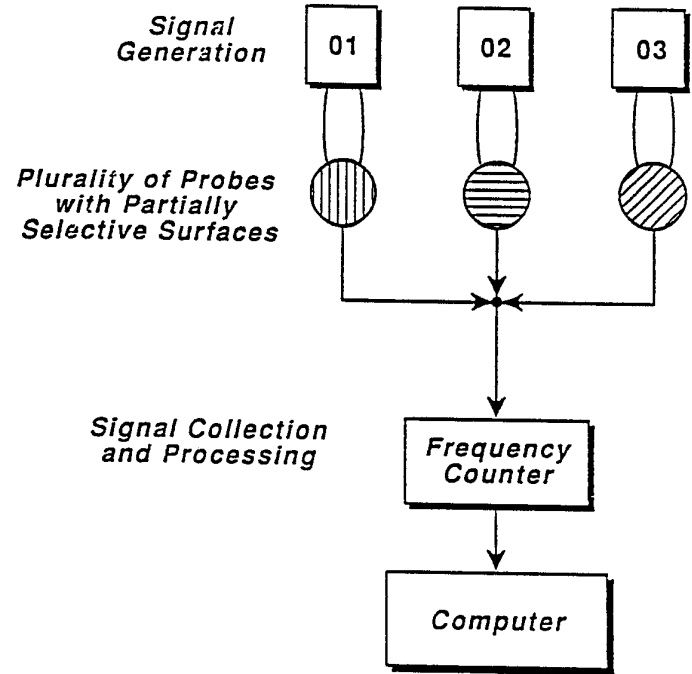 Signal
Generation
01
02
03
Plurality of Probes
with Partially
Selective Surfaces
Signal Collection
and Processing
Frequency
Counter
Computer